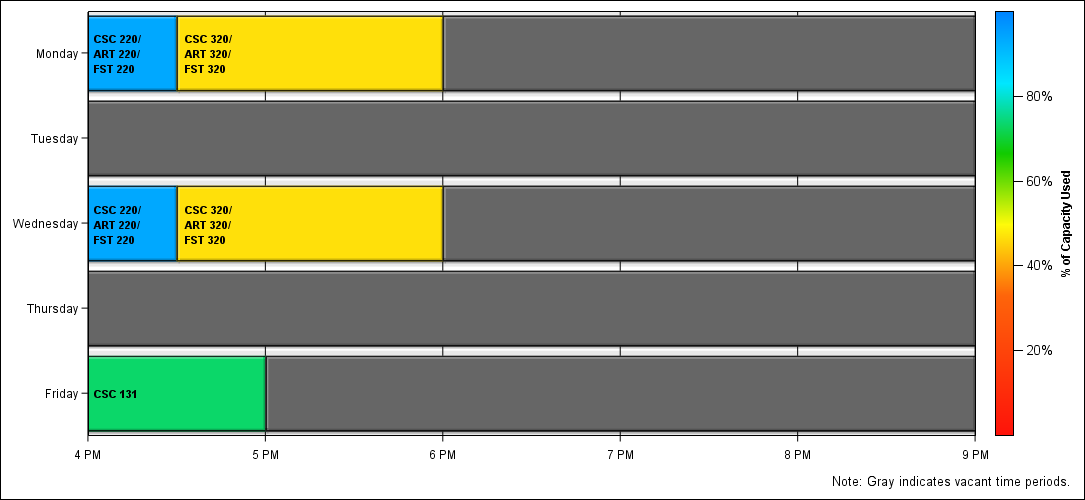 Monday
CSC 220/
ART 220/
FST 220
CSC 320/
ART 320/
FST 320
Tuesday
Wednesday
CSC 220/
ART 220/
FST 220
CSC 320/
ART 320/
FST 320
Thursday
Friday
CSC 131
4 PM 5 PM 6 PM 7 PM 8 PM 9 PM
80%
60%
40%
20%
% of Capacity Used
Note: Gray indicates vacant time periods.